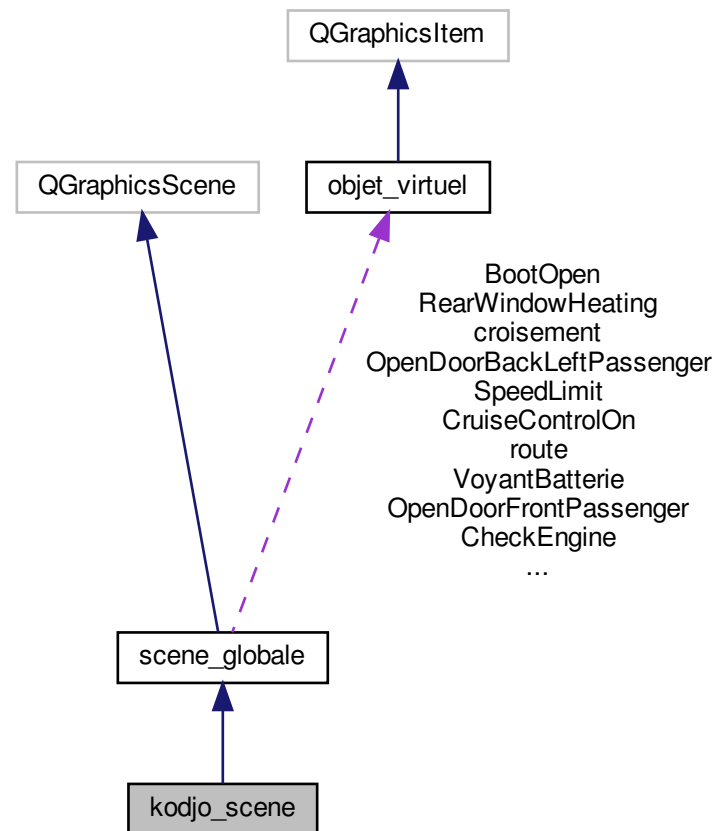 QGraphicsItem
QGraphicsScene
objet_virtuel
BootOpen
RearWindowHeating
croisement
OpenDoorBackLeftPassenger
SpeedLimit
CruiseControlOn
route
VoyantBatterie
OpenDoorFrontPassenger
CheckEngine
...
scene_globale
kodjo_scene